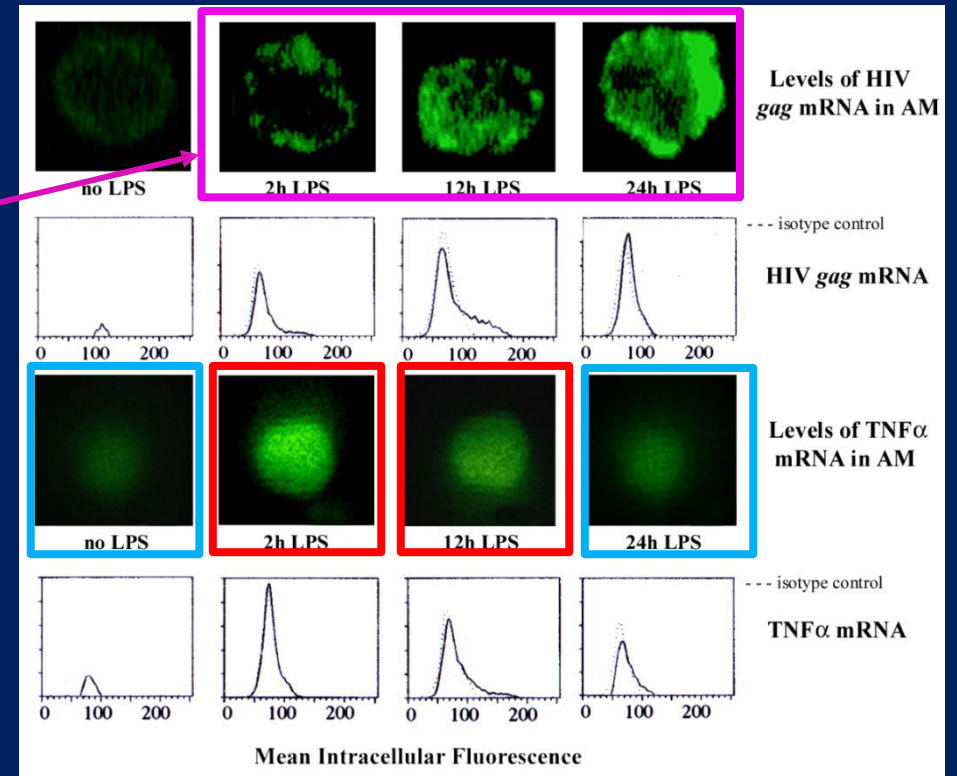 Levels of HIV
gag mRNA in AM
no LPS 2h LPS 12h LPS 24h LPS
- - - isotype control
HIV gag mRNA
0 100 200 0 100 200 0 100 200 0 100 200
Levels of TNFα
mRNA in AM
no LPS 2h LPS 12h LPS 24h LPS
- - - isotype control
TNFα mRNA
0 100 200 0 100 200 0 100 200 0 100 200
Mean Intracellular Fluorescence